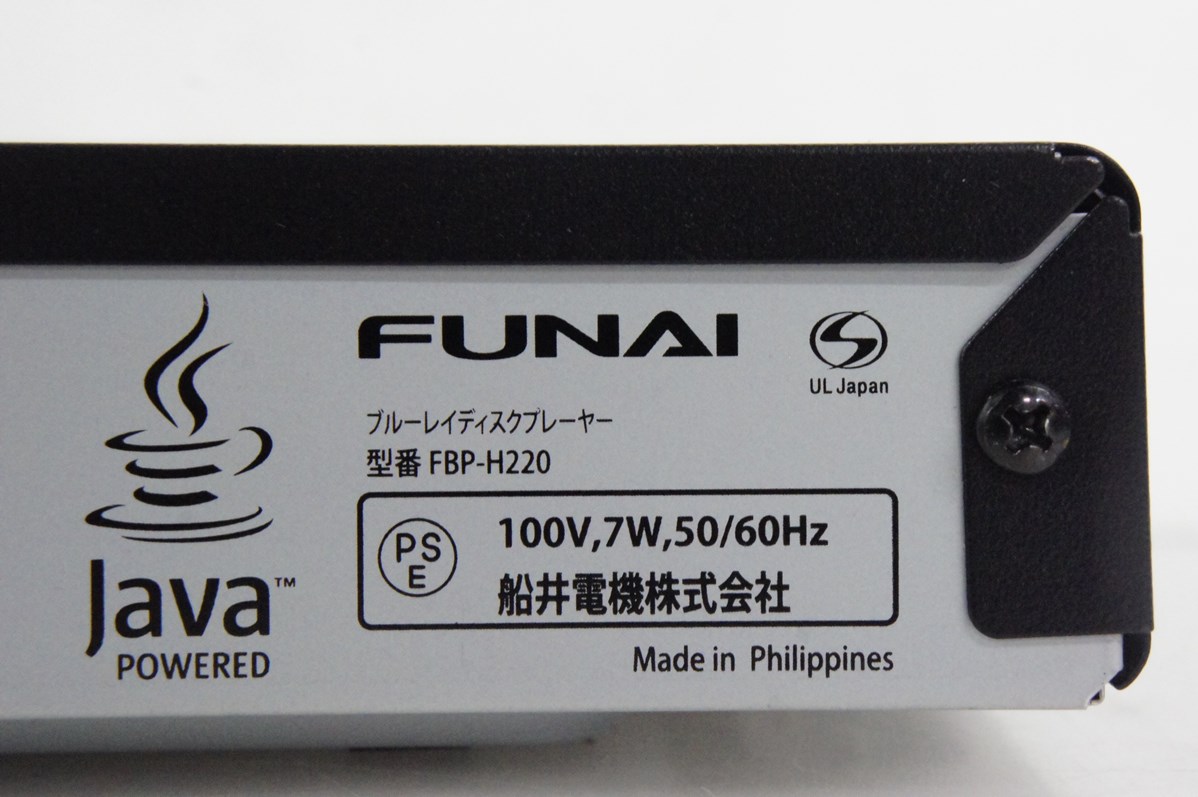 Java™
POWERED
FUNAI
UL Japan
ブルーレイディスクプレーヤー
型番 FBP-H220
PS
E
100V,7W,50/60Hz
船井電機株式会社
Made in Philippines